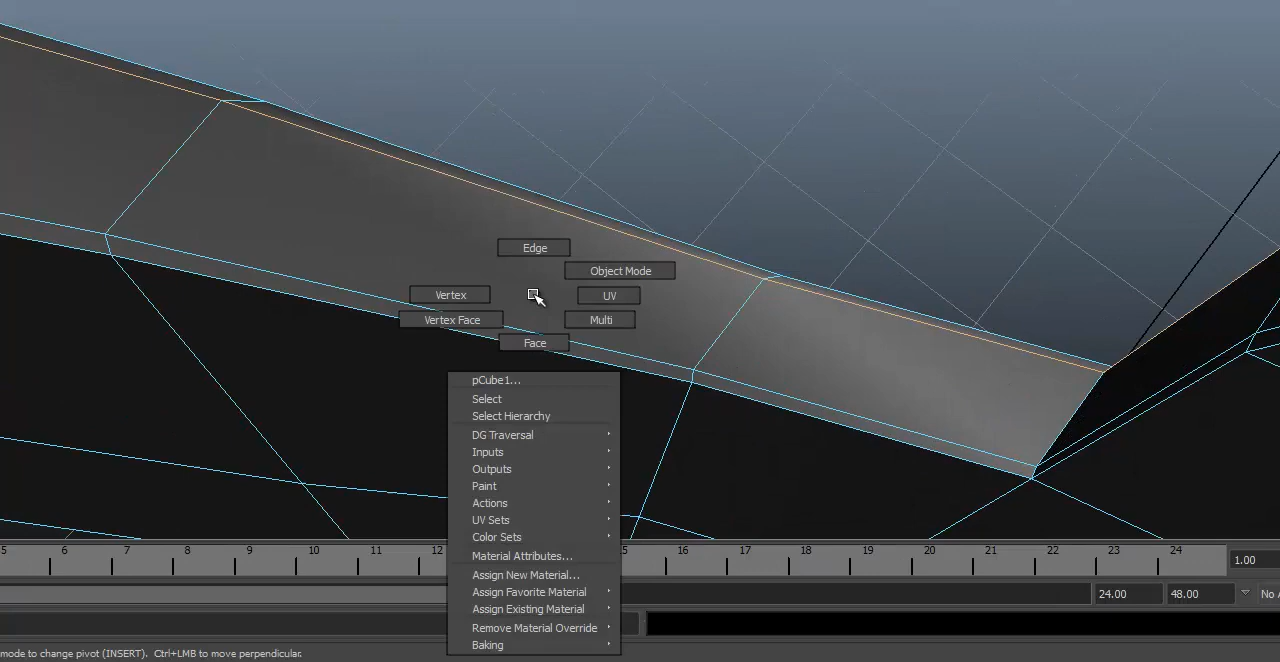 Edge
Object Mode
Vertex
UV
Vertex Face
Multi
Face
pCube1...
Select
Select Hierarchy
DG Traversal
Inputs
Outputs
Paint
Actions
UV Sets
Color Sets
Material Attributes...
Assign New Material...
Assign Favorite Material
Assign Existing Material
Remove Material Override
Baking
5 6 7 8 9 10 11 12 15 16 17 18 19 20 21 22 23 24
1.00
24.00 48.00 No A
mode to change pivot (INSERT). Ctrl+LMB to move perpendicular.